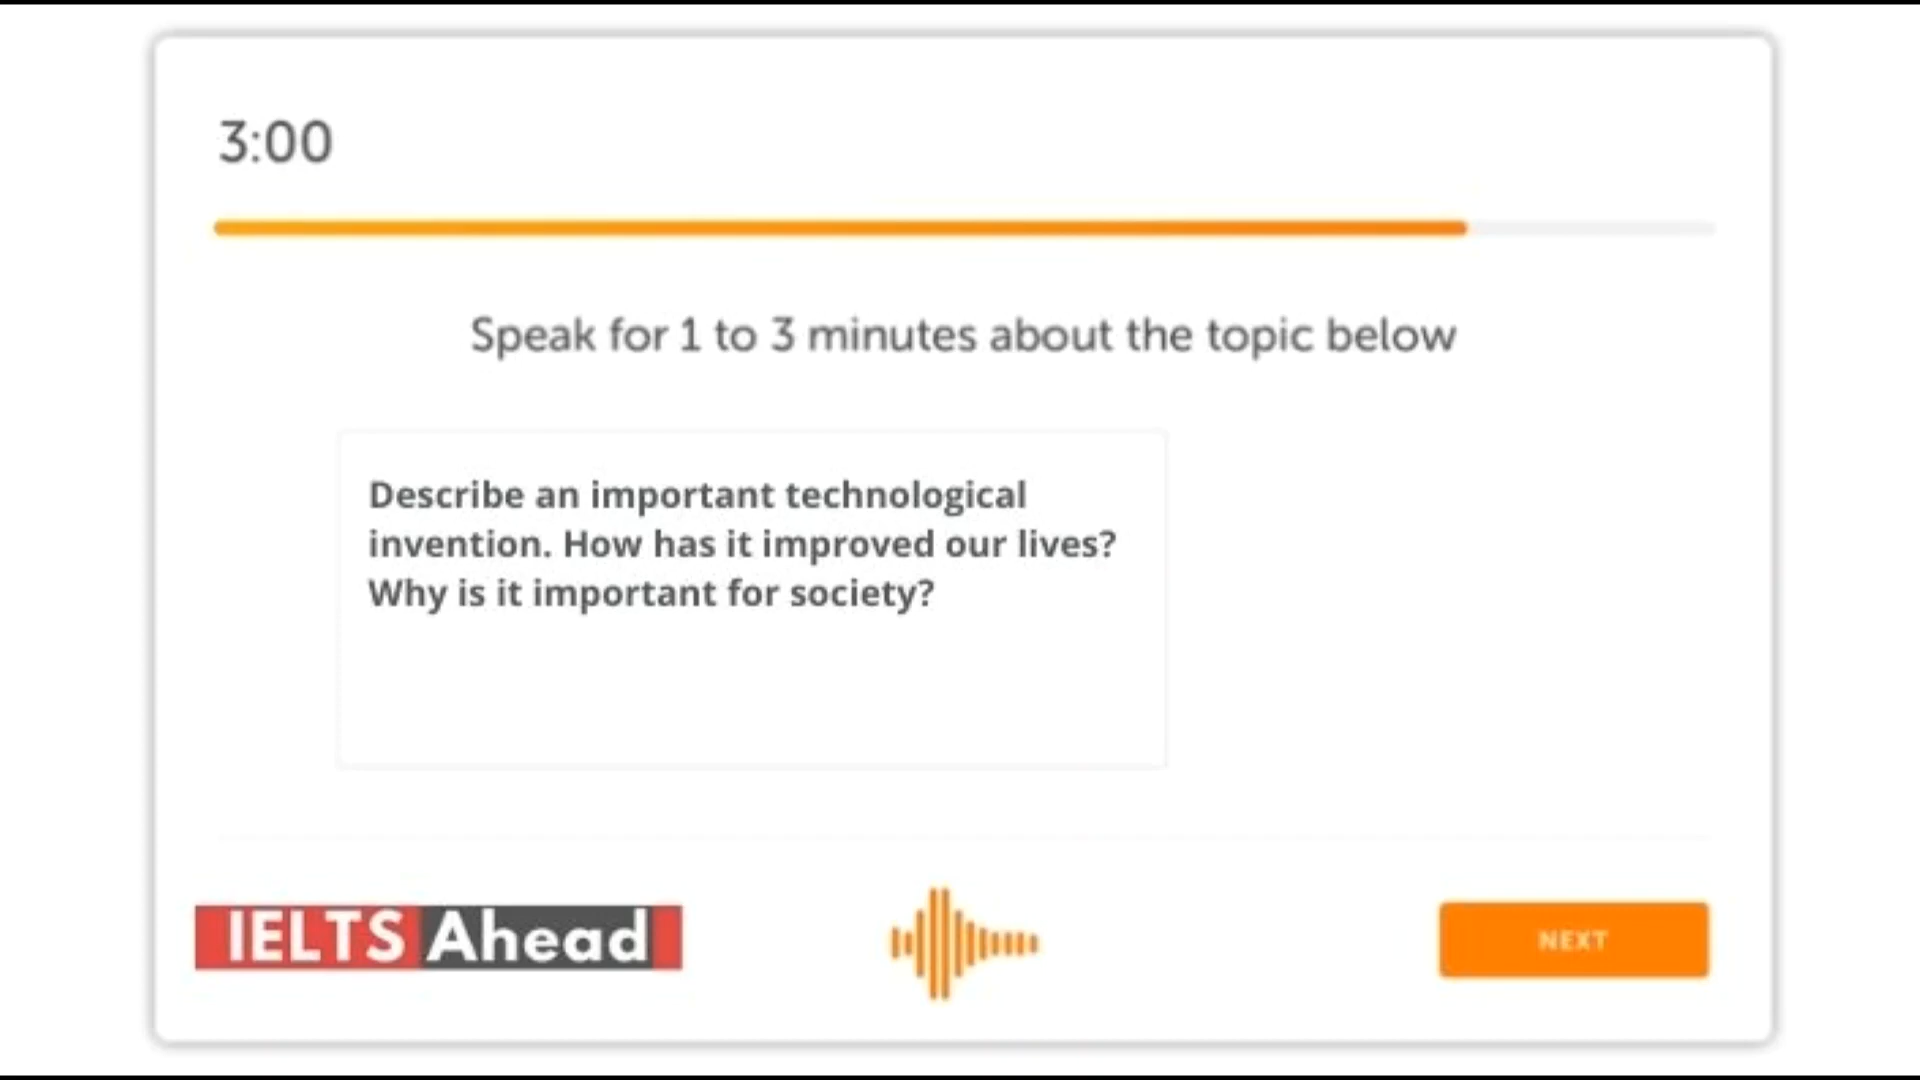 3:00
Speak for 1 to 3 minutes about the topic below
Describe an important technological
invention. How has it improved our lives?
Why is it important for society?
IELTS Ahead
NEXT